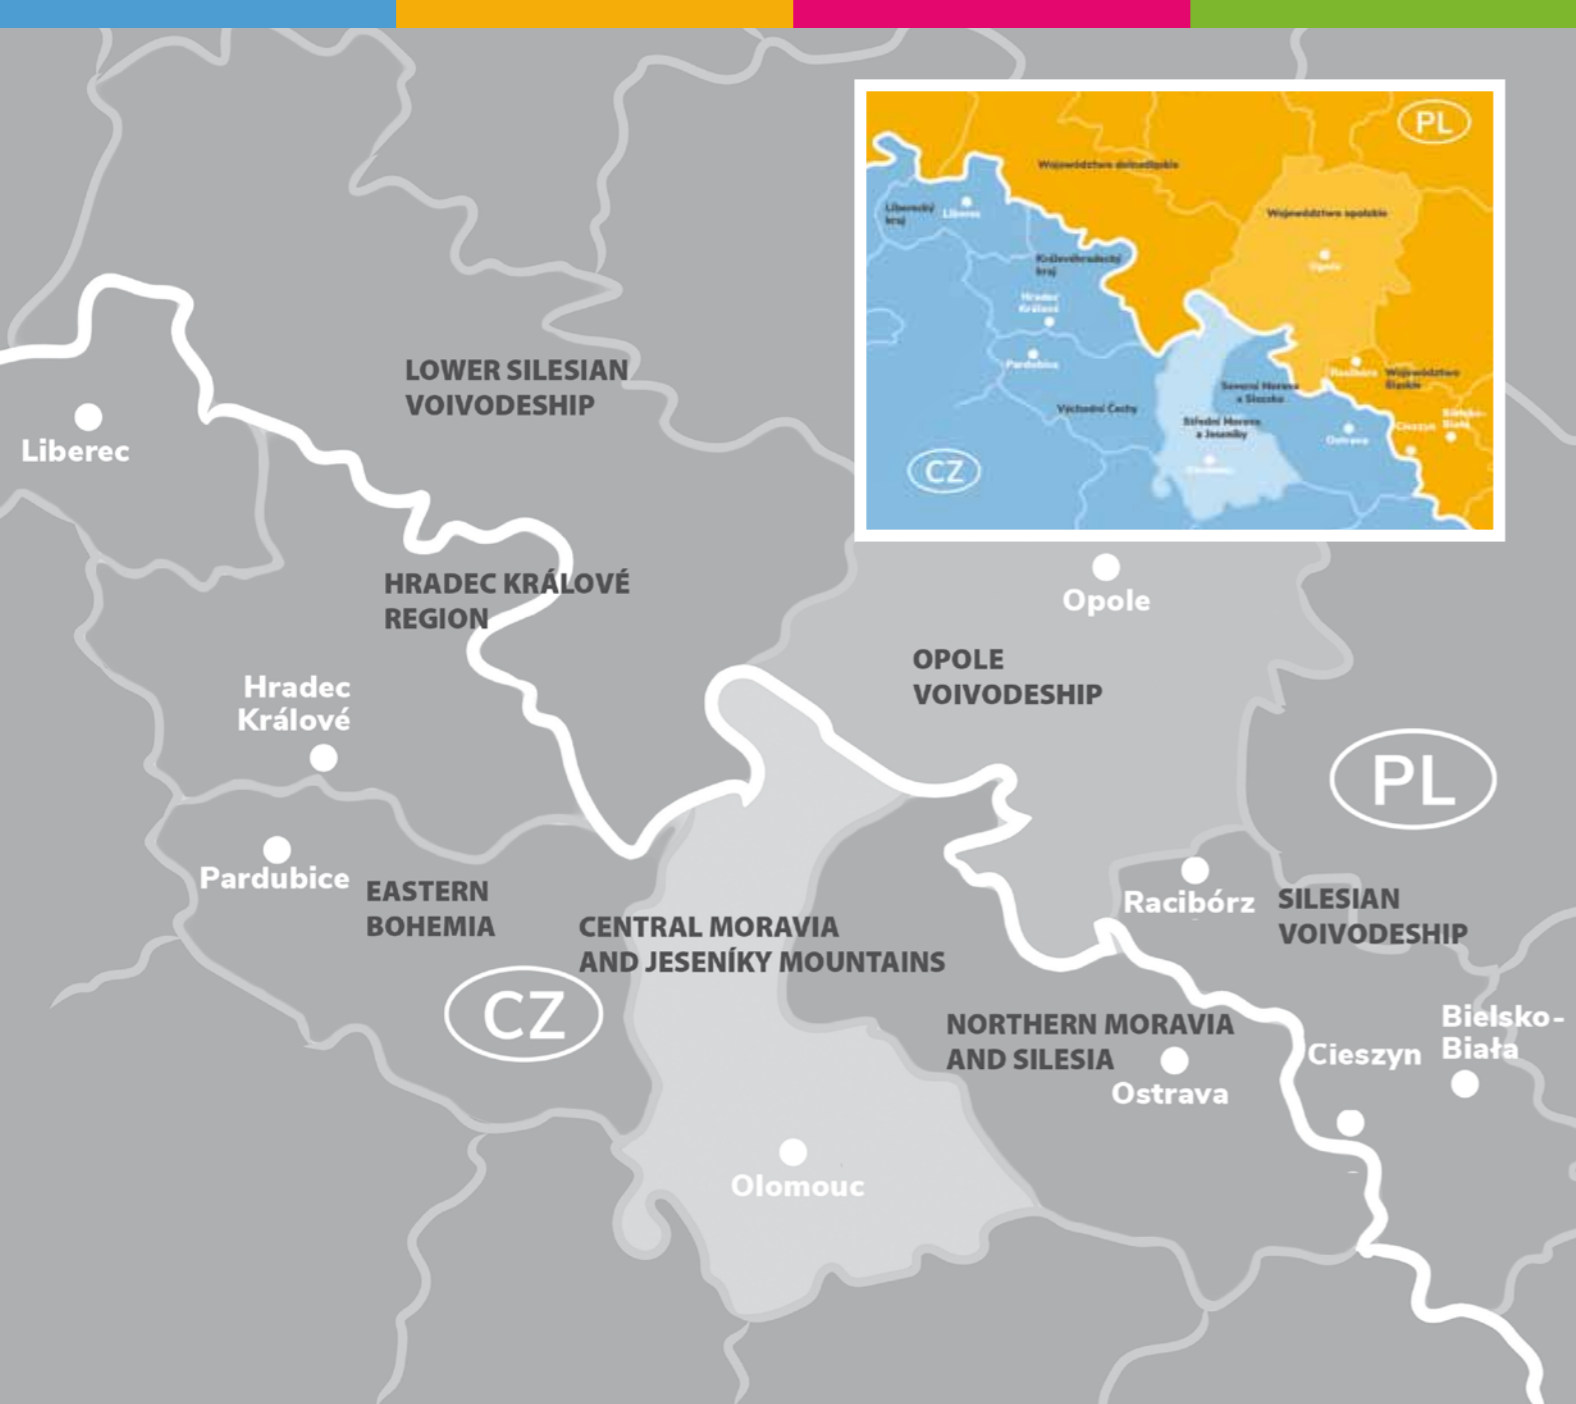 PL
Województwo dolnośląskie
Województwo opolskie
Liberecký
kraj
Liberec
Královéhradecký
kraj
Opole
Hradec
Králové
Pardubice
Racibórz
Województwo
Śląskie
Severní Morava
a Slezsko
Východní Čechy
Střední Morava
a Jeseníky
Bielsko-
Biała
Cieszyn
Ostrava
CZ
LOWER SILESIAN
VOIVODESHIP
Liberec
HRADEC KRÁLOVÉ
REGION
Opole
OPOLE
VOIVODESHIP
Hradec
Králové
PL
Pardubice
EASTERN
BOHEMIA
Racibórz
SILESIAN
VOIVODESHIP
CENTRAL MORAVIA
AND JESENÍKY MOUNTAINS
CZ
NORTHERN MORAVIA
AND SILESIA
Ostrava
Cieszyn
Bielsko-
Biała
Olomouc